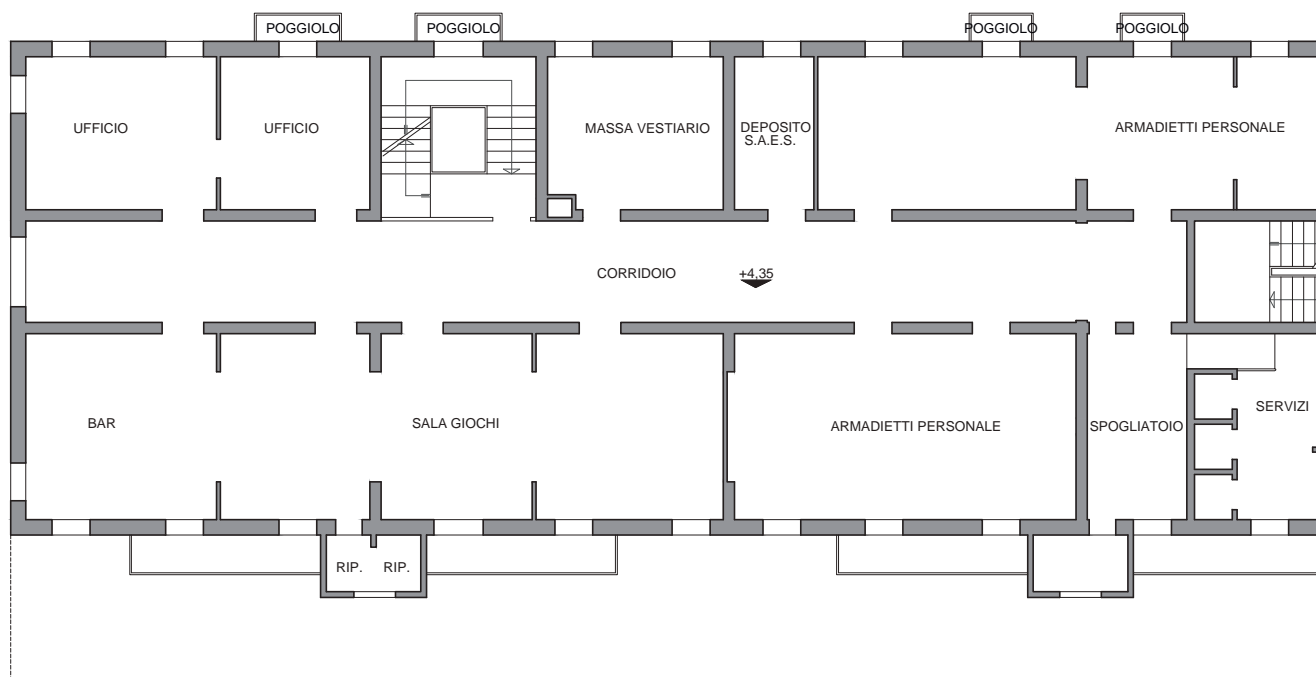 POGGIOLO
POGGIOLO
POGGIOLO
POGGIOLO
UFFICIO
UFFICIO
MASSA VESTIARIO
DEPOSITO
S.A.E.S.
ARMADIETTI PERSONALE
CORRIDOIO
+4,35
BAR
SALA GIOCHI
ARMADIETTI PERSONALE
SPOGLIATOIO
SERVIZI
RIP.
RIP.